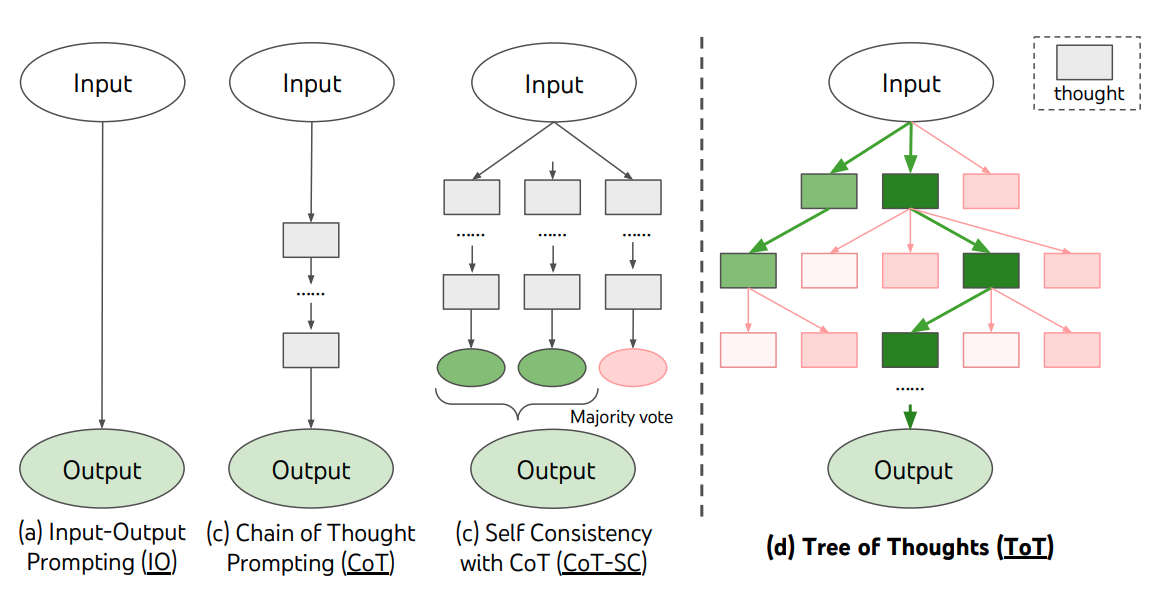 Input
Input
Input
Input
thought
......
......
......
......
......
Majority vote
Output
Output
Output
Output
(a) Input-Output
Prompting (IO)
(c) Chain of Thought
Prompting (CoT)
(c) Self Consistency
with CoT (CoT-SC)
(d) Tree of Thoughts (ToT)